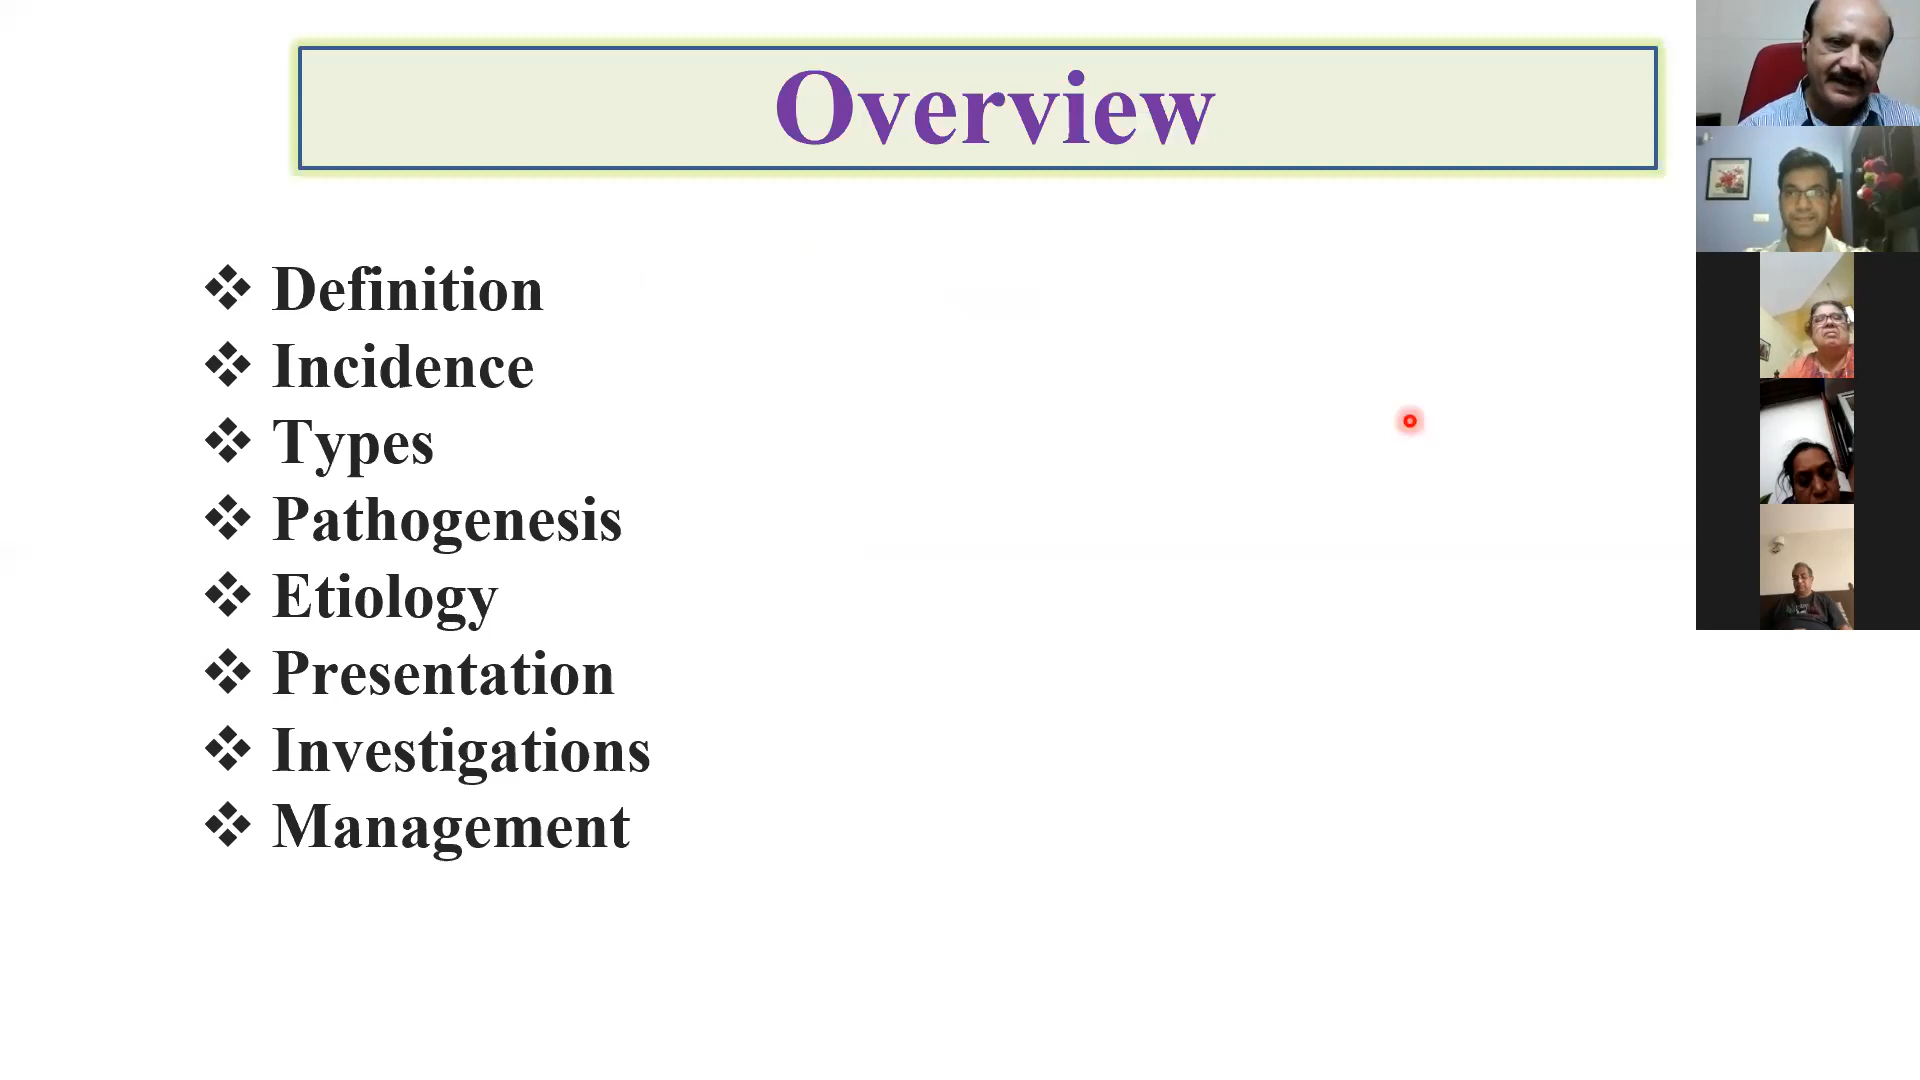 Overview
❖ Definition
❖ Incidence
❖ Types
❖ Pathogenesis
❖ Etiology
❖ Presentation
❖ Investigations
❖ Management